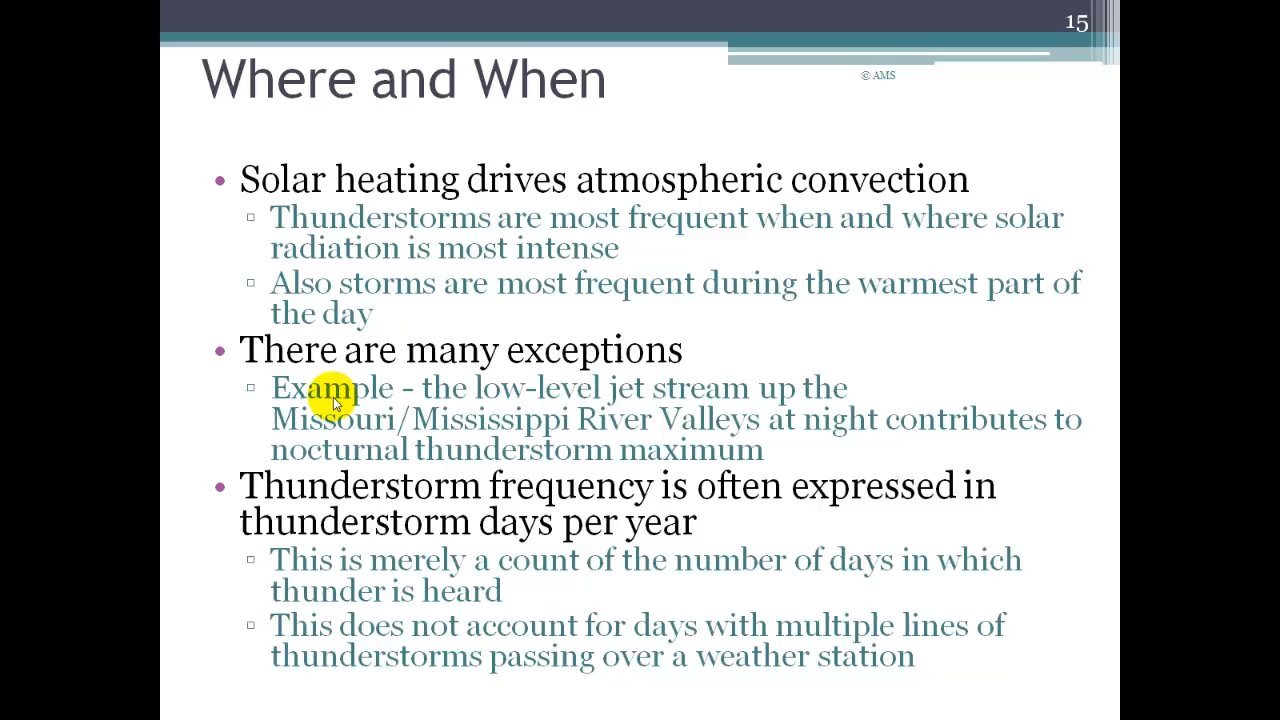 15
© AMS
Where and When
• Solar heating drives atmospheric convection
▫ Thunderstorms are most frequent when and where solar
radiation is most intense
▫ Also storms are most frequent during the warmest part of
the day
• There are many exceptions
▫ Example - the low-level jet stream up the
Missouri/Mississippi River Valleys at night contributes to
nocturnal thunderstorm maximum
• Thunderstorm frequency is often expressed in
thunderstorm days per year
▫ This is merely a count of the number of days in which
thunder is heard
▫ This does not account for days with multiple lines of
thunderstorms passing over a weather station